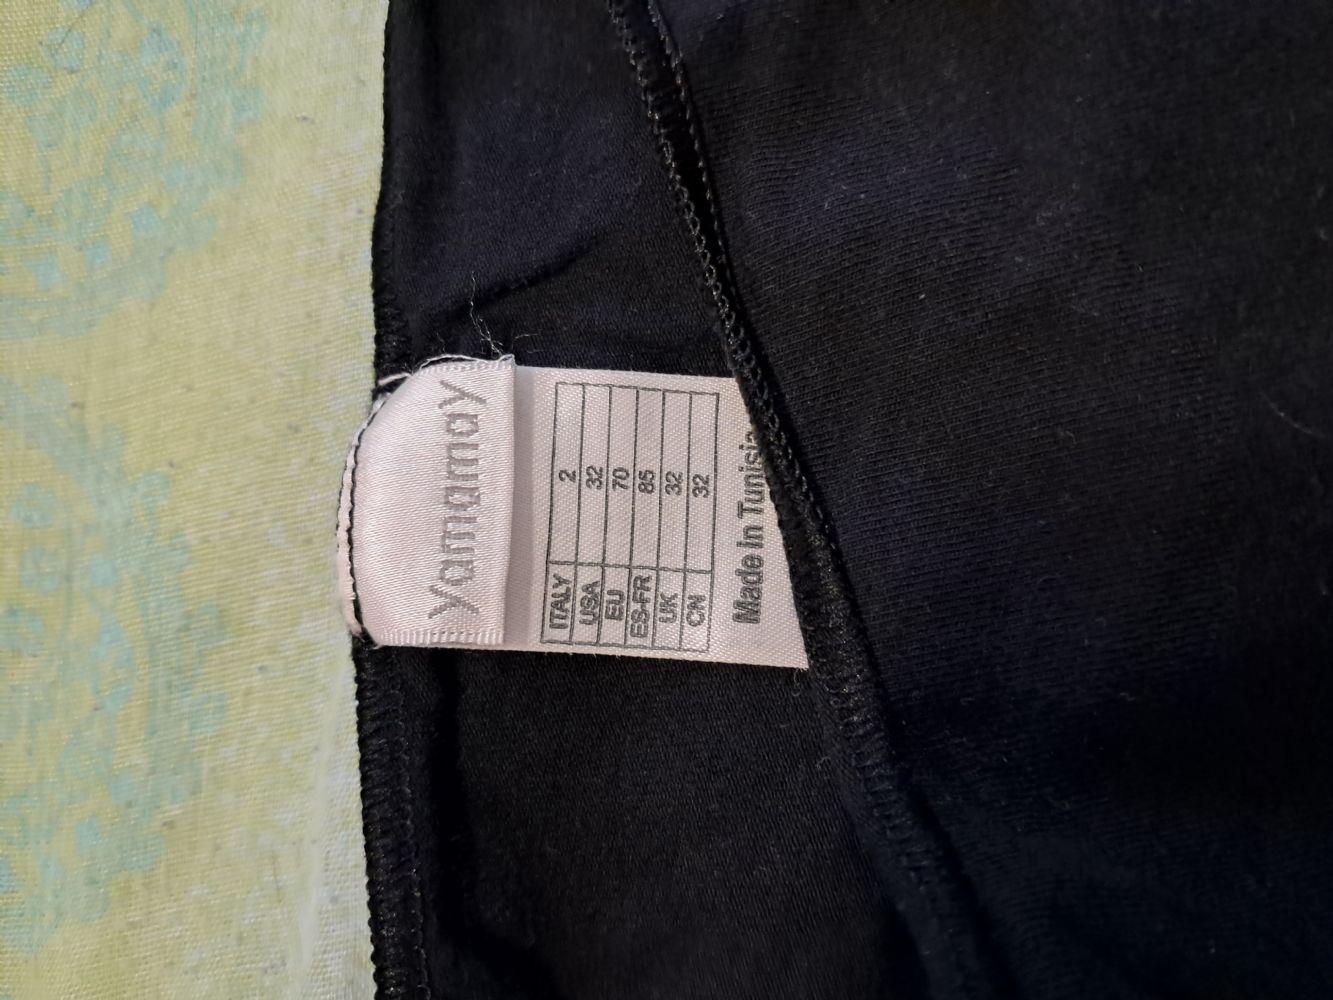 yamamay
ITALY 2
USA 32
EU 70
ES-FR 85
UK 32
CN 32
Made in Tunisia